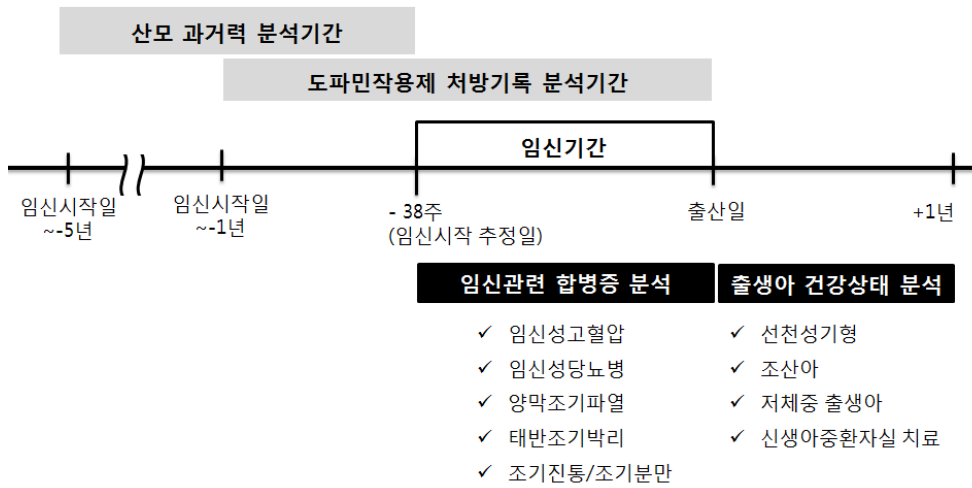 산모 과거력 분석기간
도파민작용제 처방기록 분석기간
임신기간
임신시작일
~-5년
임신시작일
~-1년
- 38주
(임신시작 추정일)
출산일
+1년
임신관련 합병증 분석
✓ 임신성고혈압
✓ 임신성당뇨병
✓ 양막조기파열
✓ 태반조기박리
✓ 조기진통/조기분만
출생아 건강상태 분석
✓ 선천성기형
✓ 조산아
✓ 저체중 출생아
✓ 신생아중환자실 치료